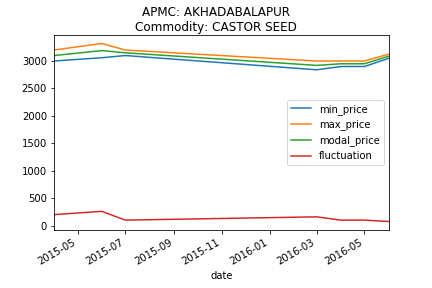 APMC: AKHADABALAPUR
Commodity: CASTOR SEED
3000
2500
2000
1500
1000
500
0
min_price
max_price
modal_price
fluctuation
2015-05
2015-07
2015-09
2015-11
2016-01
2016-03
2016-05
date